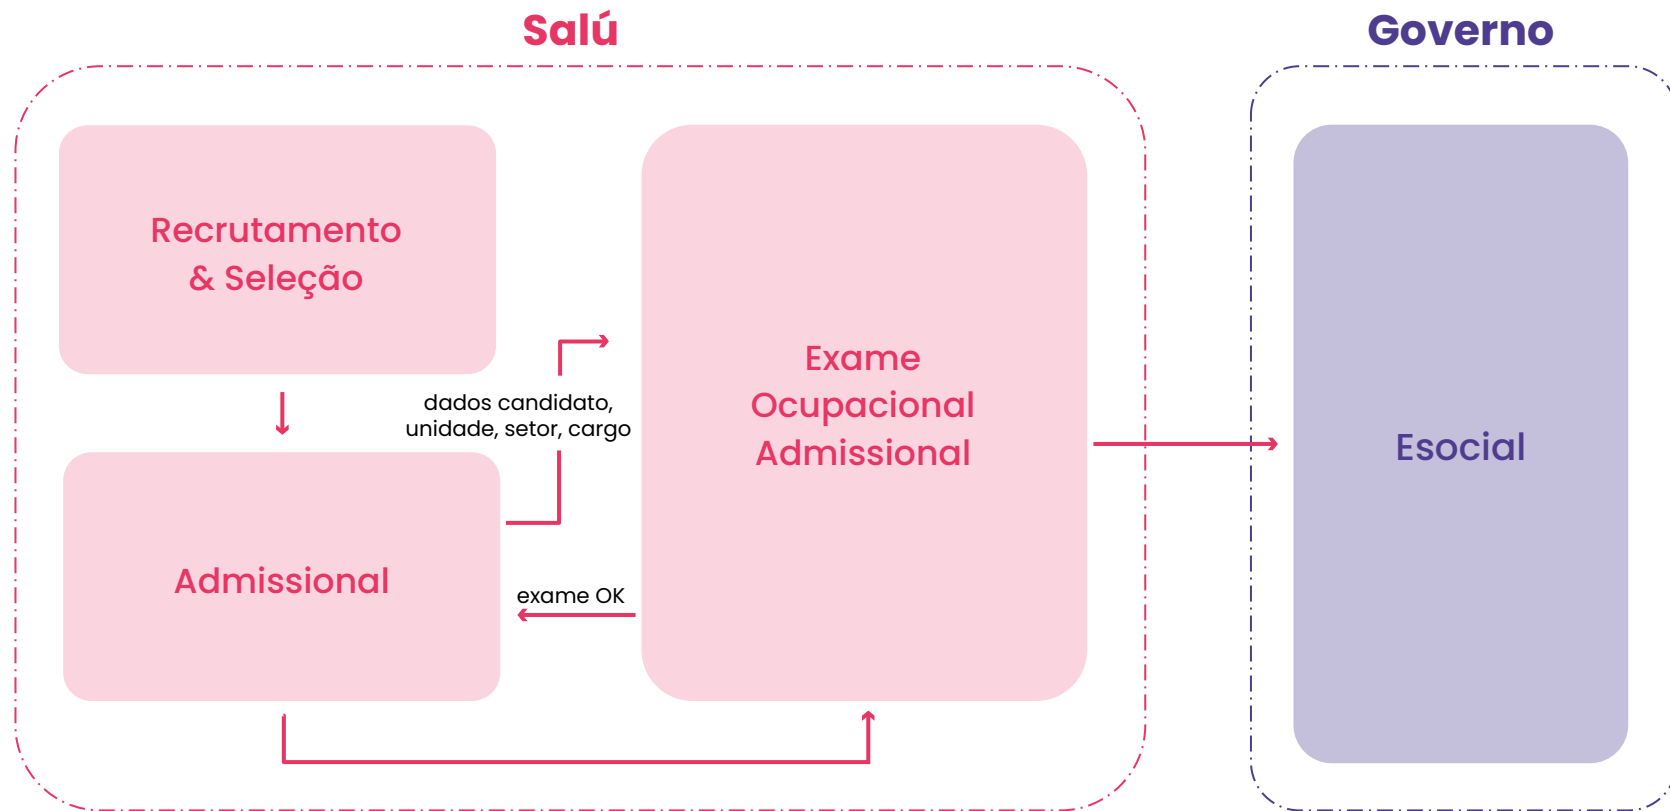 Salú
Governo
Recrutamento
& Seleção
dados candidato,
unidade, setor, cargo
Exame
Ocupacional
Admissional
Esocial
Admissional
exame OK